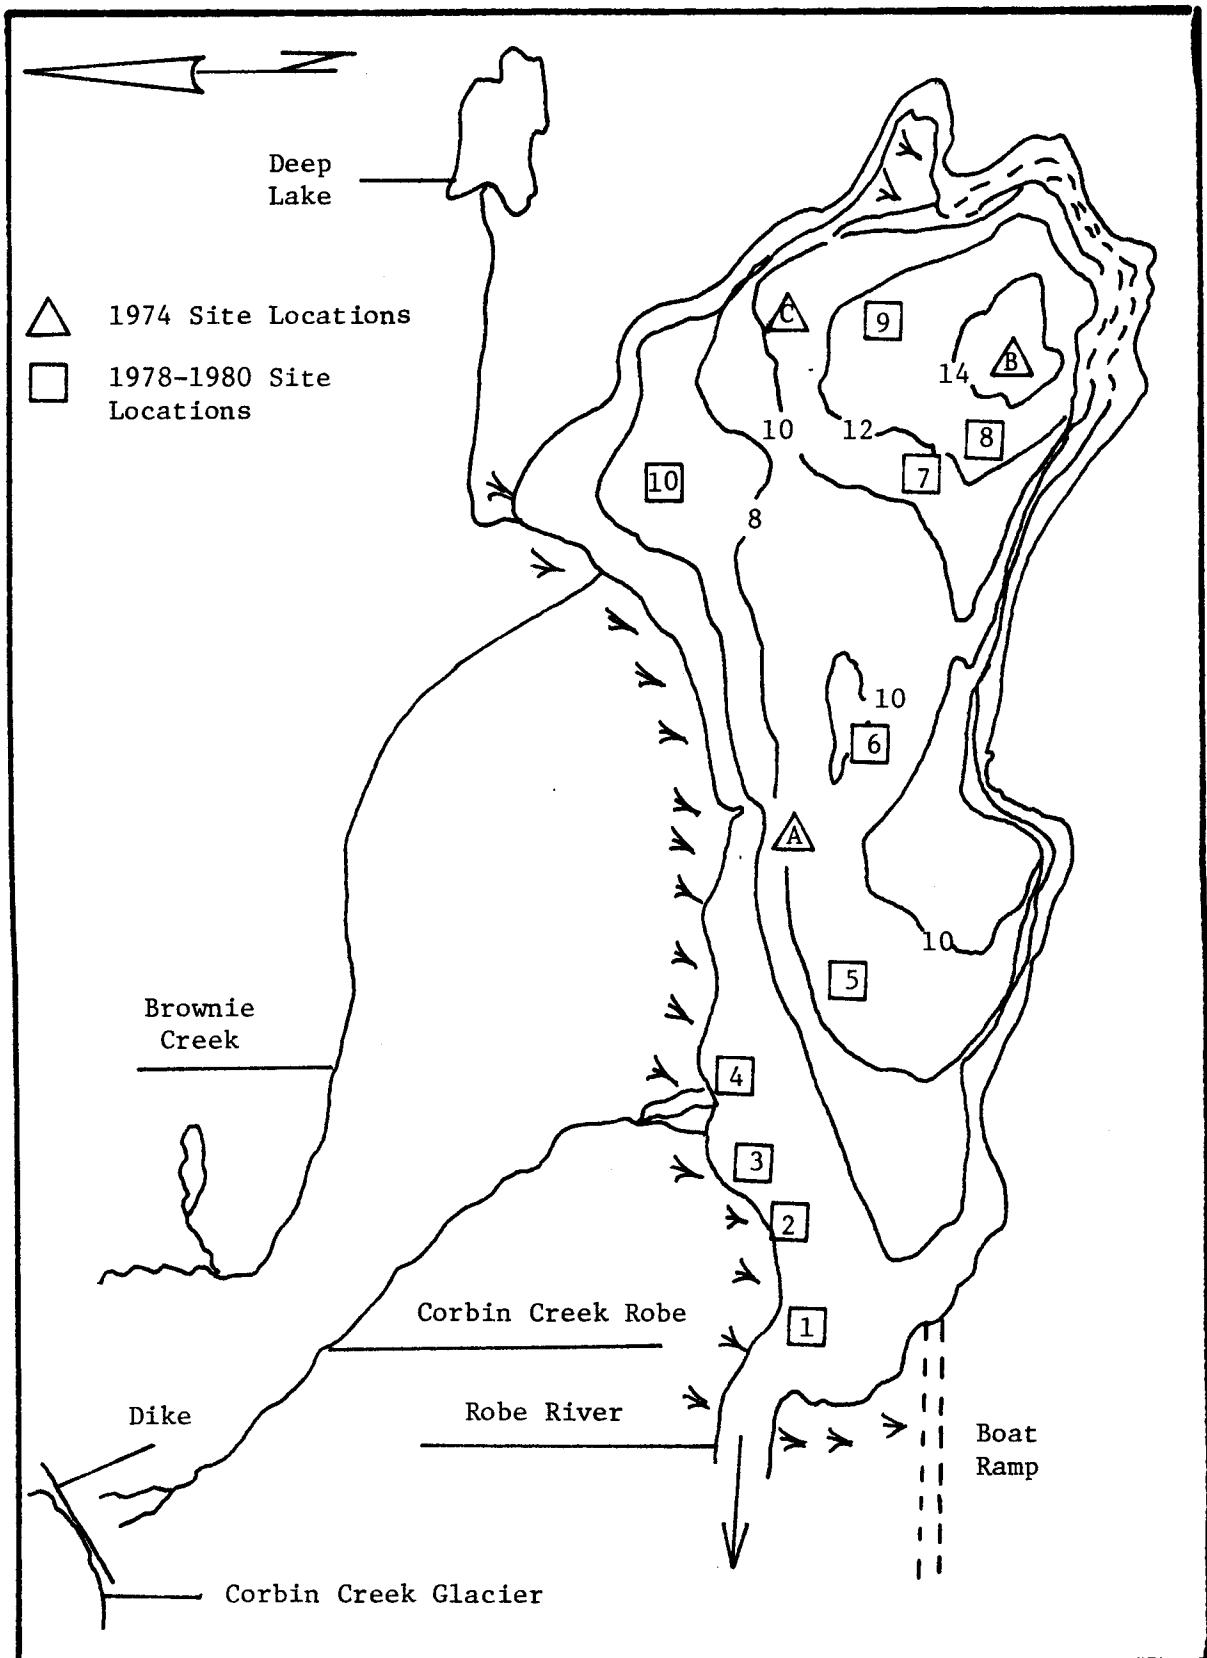 Deep
Lake
1974 Site Locations
1978-1980 Site
Locations
C
9
B
14
10
12
8
7
10
8
10
6
A
10
5
Brownie
Creek
4
3
2
Corbin Creek Robe
1
Robe River
Dike
Boat
Ramp
Corbin Creek Glacier